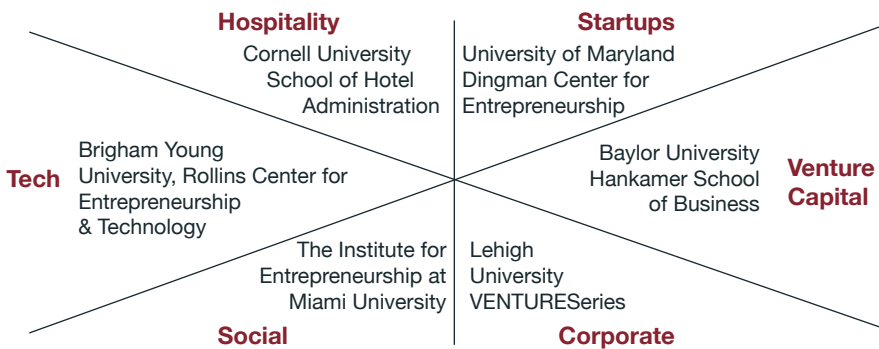 Hospitality
Cornell University
School of Hotel
Administration
Startups
University of Maryland
Dingman Center for
Entrepreneurship
Tech
Brigham Young
University, Rollins Center for
Entrepreneurship
& Technology
Baylor University
Hankamer School
of Business
Venture
Capital
The Institute for
Entrepreneurship at
Miami University
Social
Lehigh
University
VENTURESeries
Corporate